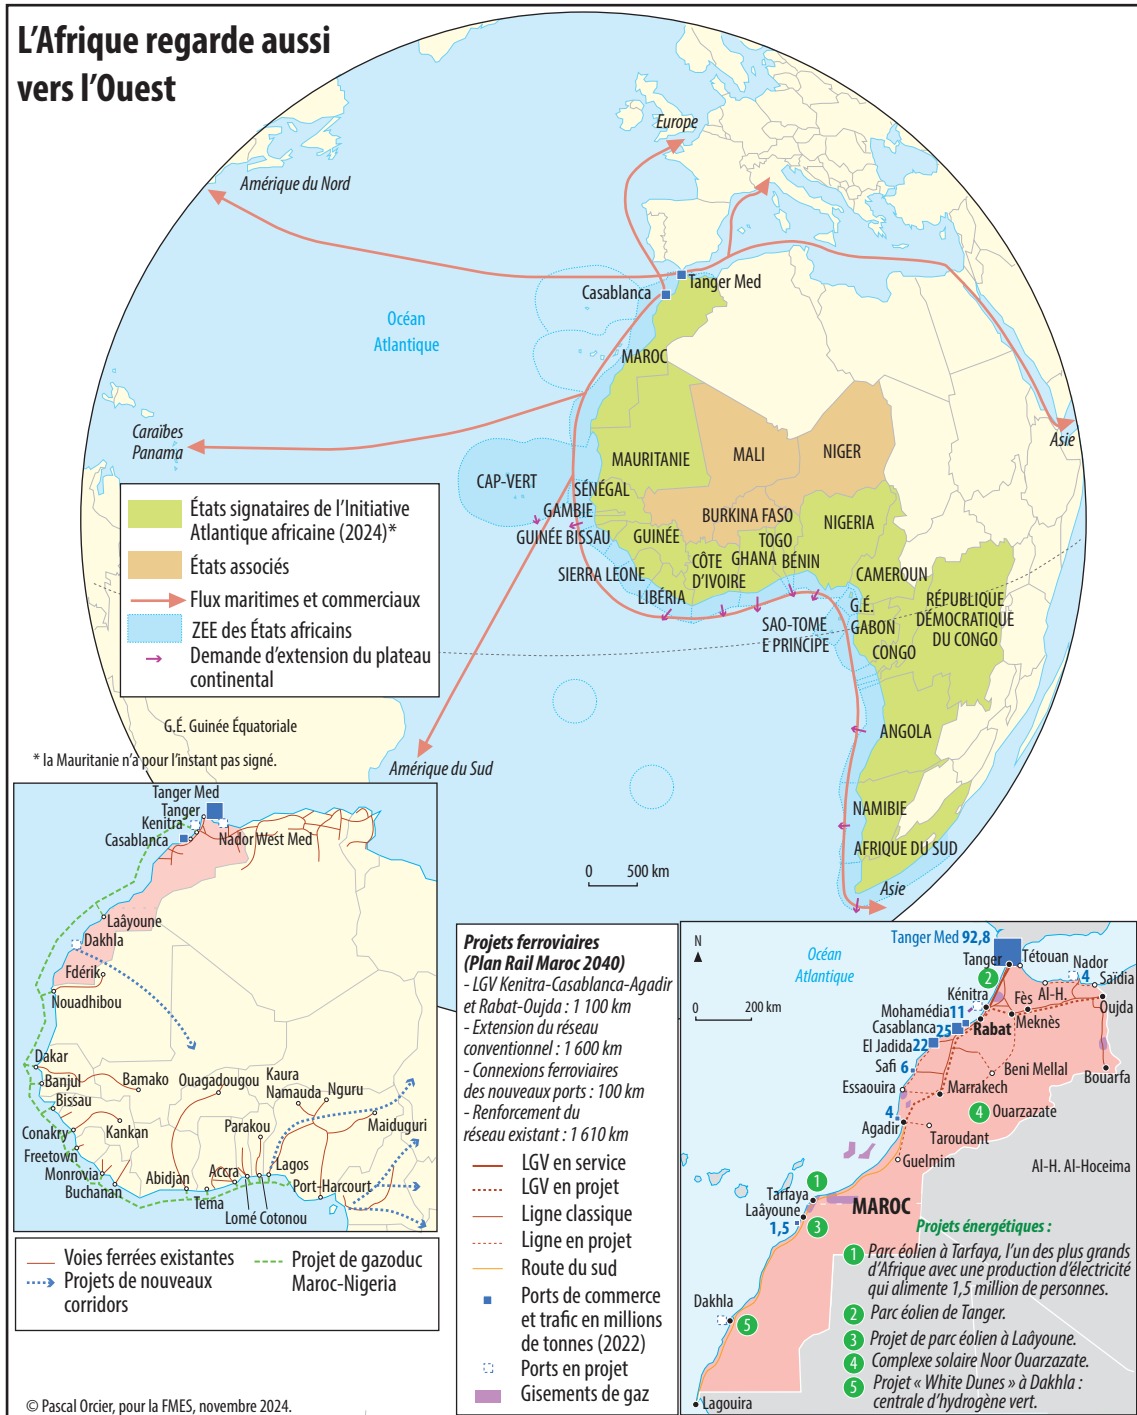 L'Afrique regarde aussi
vers l'Ouest
Europe
Amérique du Nord
Tanger Med
Casablanca
Océan
Atlantique
MAROC
Caraïbes
Panama
Asie
MAURITANIE
MALI
NIGER
CAP-VERT
SÉNÉGAL
GAMBIE
GUINÉE BISSAU
GUINÉE
BURKINA FASO
NIGERIA
TOGO
GHANA
BÉNIN
CÔTE
D'IVOIRE
SIERRA LEONE
LIBÉRIA
CAMEROUN
G.É.
GABON
RÉPUBLIQUE
DÉMOCRATIQUE
DU CONGO
SAO-TOME
E PRINCIPE
CONGO
ANGOLA
NAMIBIE
AFRIQUE DU SUD
Asie
Amérique du Sud
0 500 km
États signataires de l'Initiative
Atlantique africaine (2024)*
États associés
Flux maritimes et commerciaux
ZEE des États africains
Demande d'extension du plateau
continental
G.É. Guinée Équatoriale
* la Mauritanie n'a pour l'instant pas signé.
Tanger Med
Tanger
Kenitra
Casablanca
Nador West Med
Laâyoune
Dakhla
Fdérik
Nouadhibou
Dakar
Banjul
Bissau
Bamako
Ouagadougou
Kaura
Namauda
Nguru
Conakry
Kankan
Parakou
Maiduguri
Freetown
Monrovia
Buchanan
Abidjan
Tema
Accra
Lagos
Port-Harcourt
Lomé Cotonou
Voies ferrées existantes
Projets de nouveaux
corridors
Projet de gazoduc
Maroc-Nigeria
© Pascal Orcier, pour la FMES, novembre 2024.
Projets ferroviaires
(Plan Rail Maroc 2040)
- LGV Kenitra-Casablanca-Agadir
et Rabat-Oujda : 1 100 km
- Extension du réseau
conventionnel : 1 600 km
- Connexions ferroviaires
des nouveaux ports : 100 km
- Renforcement du
réseau existant : 1 610 km
LGV en service
LGV en projet
Ligne classique
Ligne en projet
Route du sud
Ports de commerce
et trafic en millions
de tonnes (2022)
Ports en projet
Gisements de gaz
N
0 200 km
Océan
Atlantique
Tanger Med 92,8
Tanger
Tétouan
Nador
4
Saïdia
2
Al-H.
Kénitra
Fès
Oujda
Mohamédia 11
Casablanca 25
Rabat
Meknès
El Jadida 22
Safi 6
Beni Mellal
Bouarfa
Essaouira
Marrakech
4
Ouarzazate
4
Agadir
Taroudant
Guelmim
Al-H. Al-Hoceima
1
Tarfaya
Laâyoune
1,5
3
MAROC
Dakhla
5
Lagouira
Projets énergétiques :
1 Parc éolien à Tarfaya, l'un des plus grands
d'Afrique avec une production d'électricité
qui alimente 1,5 million de personnes.
2 Parc éolien de Tanger.
3 Projet de parc éolien à Laâyoune.
4 Complexe solaire Noor Ouarzazate.
5 Projet « White Dunes » à Dakhla :
centrale d'hydrogène vert.